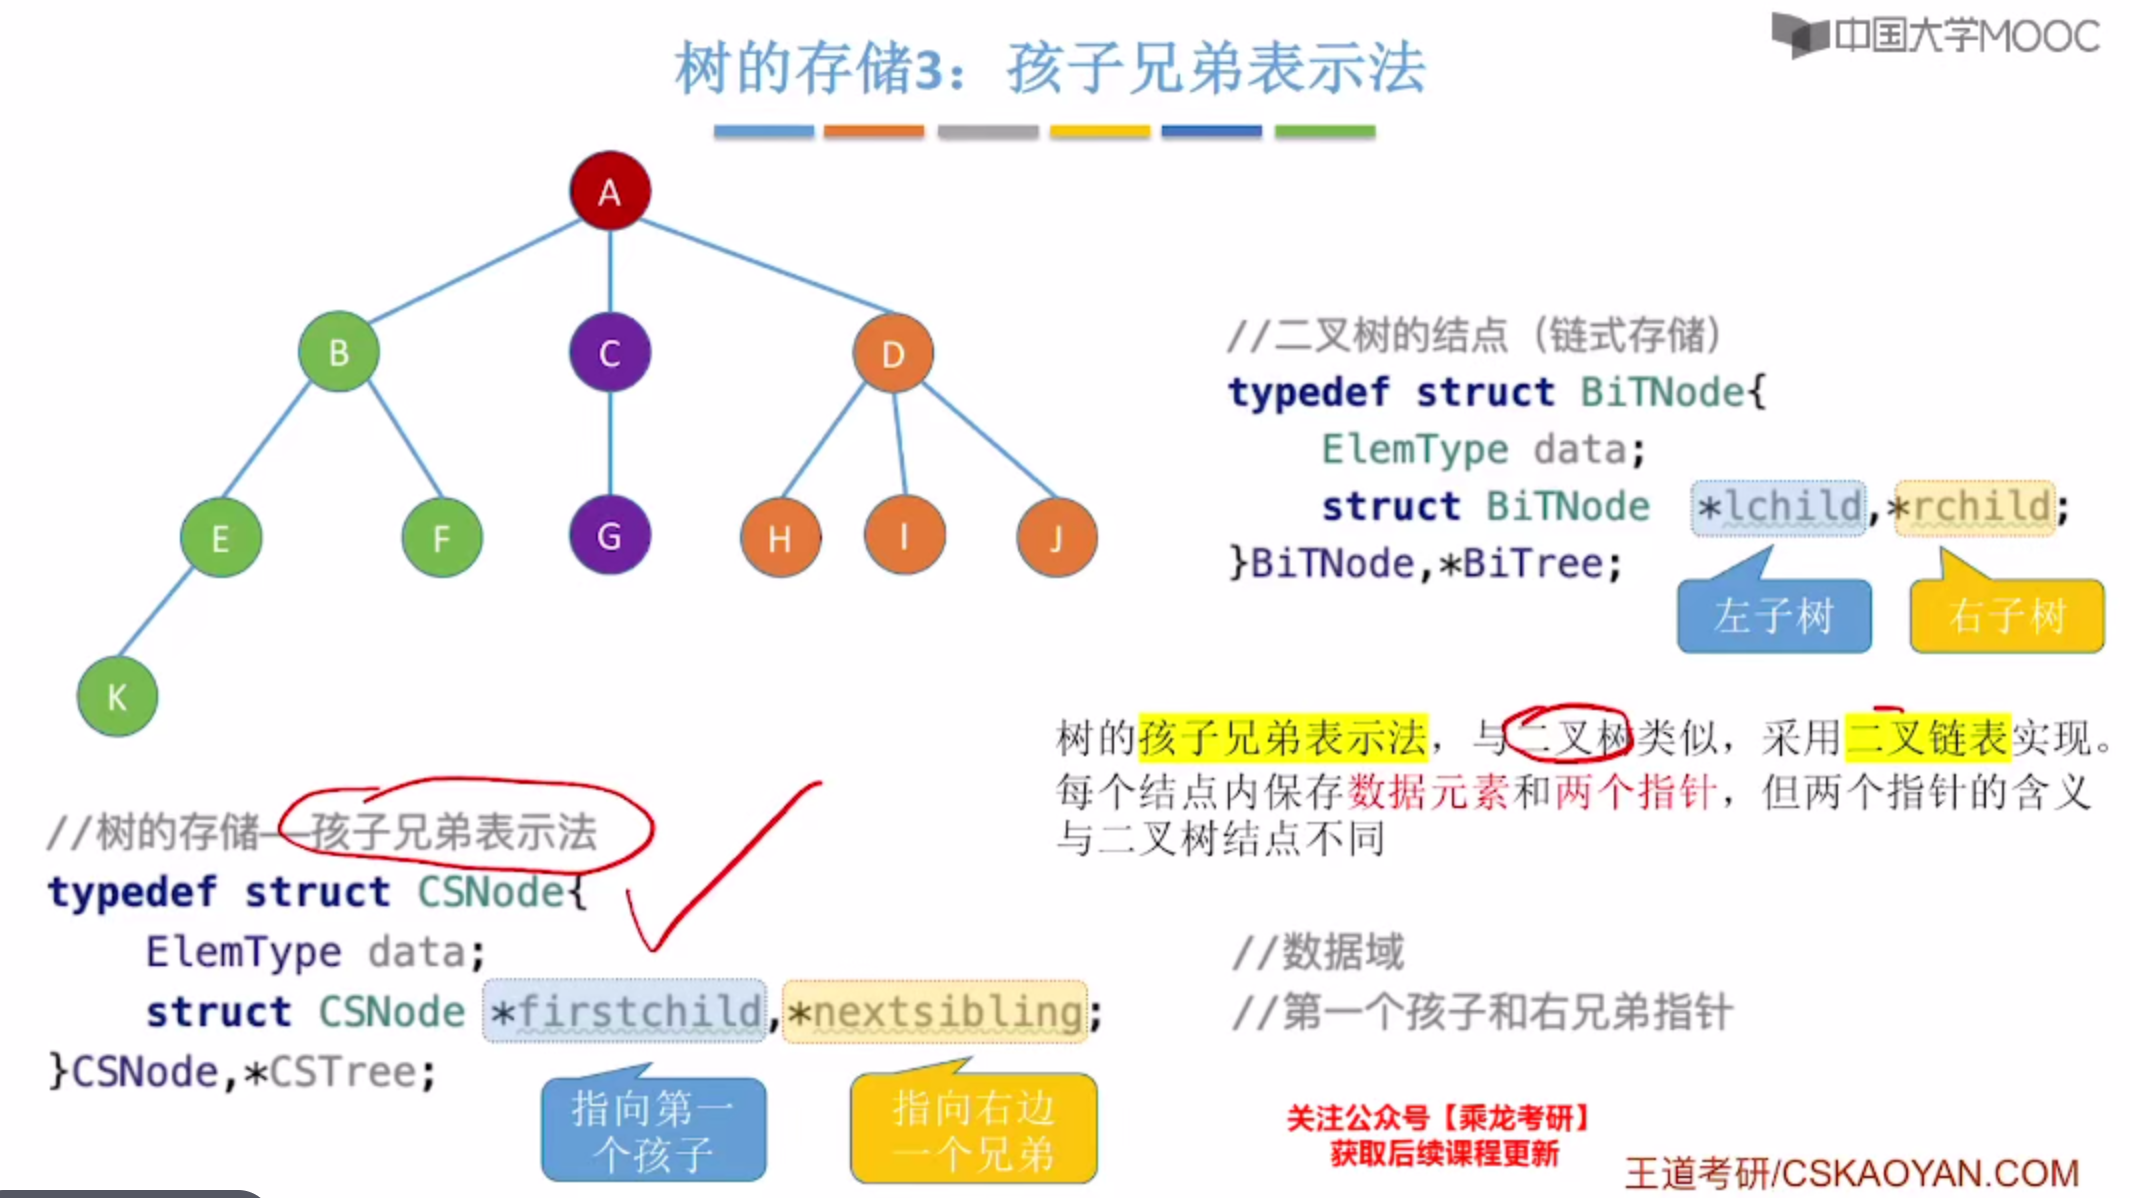 中国大学MOOC
树的存储3：孩子兄弟表示法
A
B
C
D
E
F
G
H
I
J
K
//二叉树的结点（链式存储）
typedef struct BiTNode{
ElemType data;
struct BiTNode *lchild,*rchild;
}BiTNode,*BiTree;
左子树
右子树
树的孩子兄弟表示法，与二叉树类似，采用二叉链表实现。
每个结点内保存数据元素和两个指针，但两个指针的含义
与二叉树结点不同
//树的存储——孩子兄弟表示法
typedef struct CSNode{
ElemType data; //数据域
struct CSNode *firstchild,*nextsibling; //第一个孩子和右兄弟指针
}CSNode,*CSTree;
指向第一
个孩子
指向右边
一个兄弟
关注公众号【乘龙考研】
获取后续课程更新
王道考研/CSKAOYAN.COM